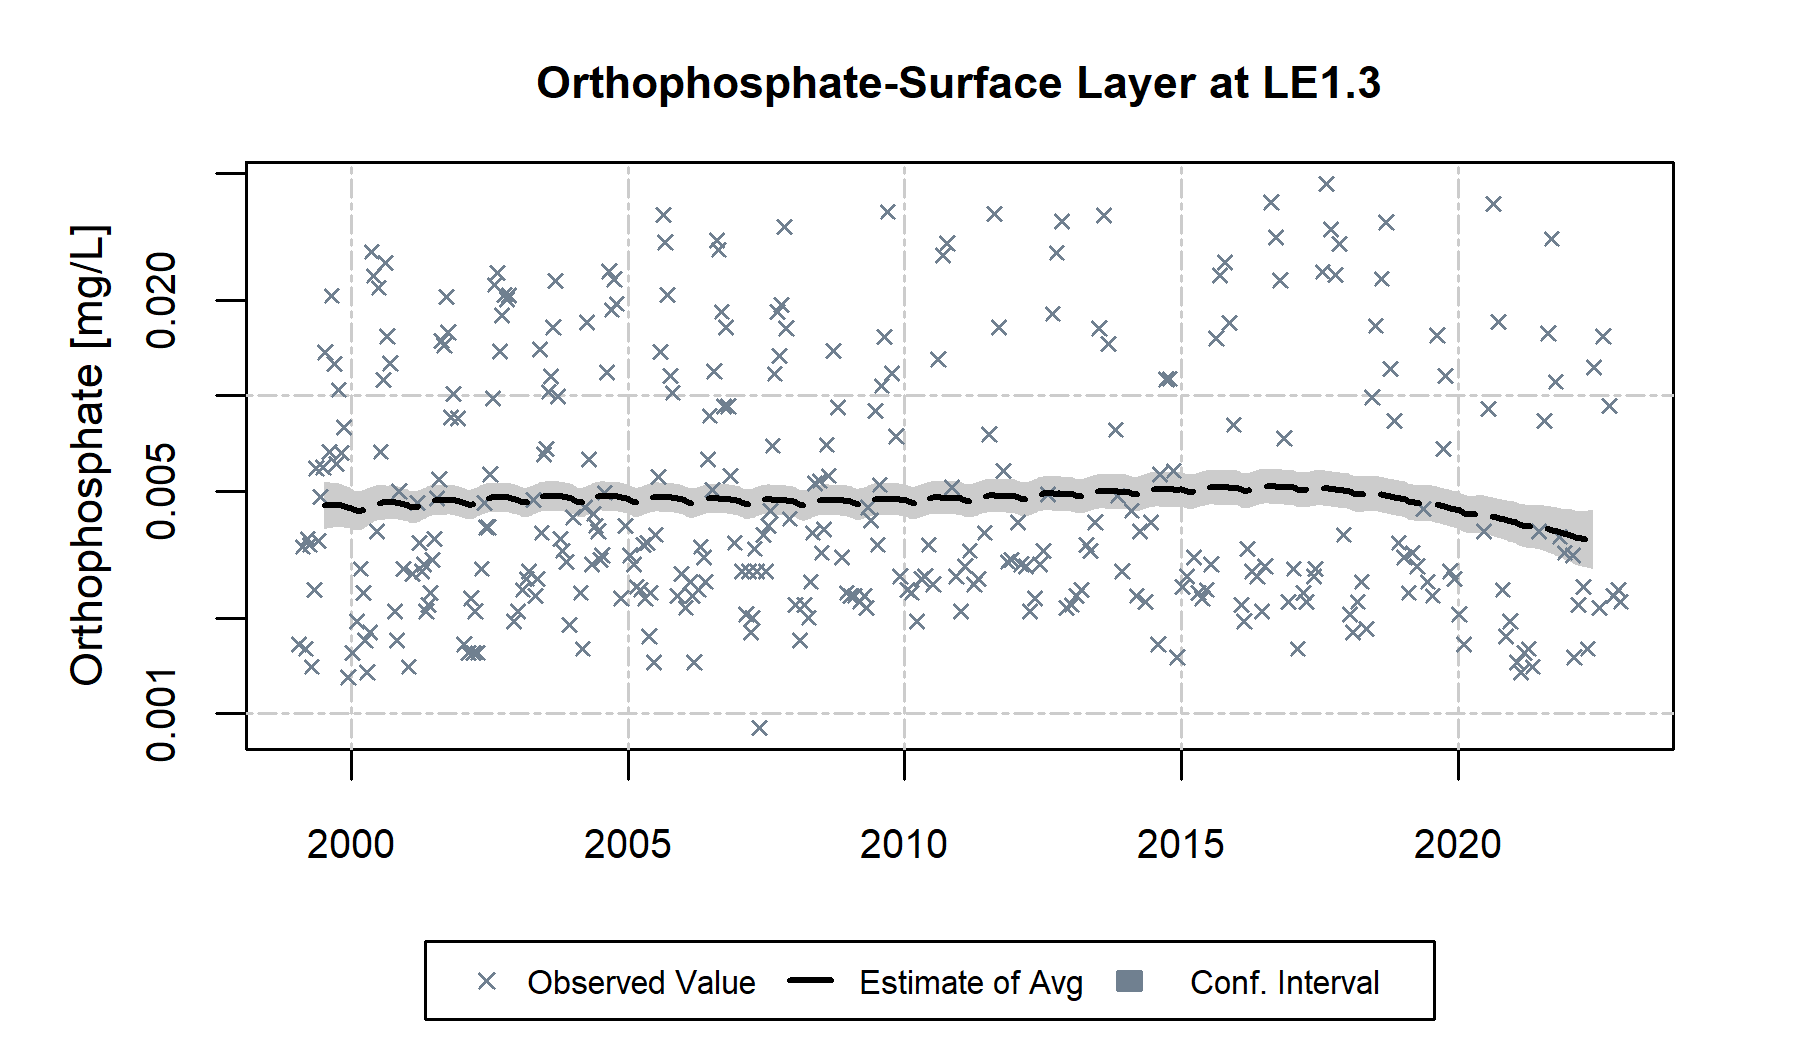 Orthophosphate-Surface Layer at LE1.3
Orthophosphate [mg/L]
0.020
0.005
0.001
2000 2005 2010 2015 2020
Observed Value Estimate of Avg Conf. Interval